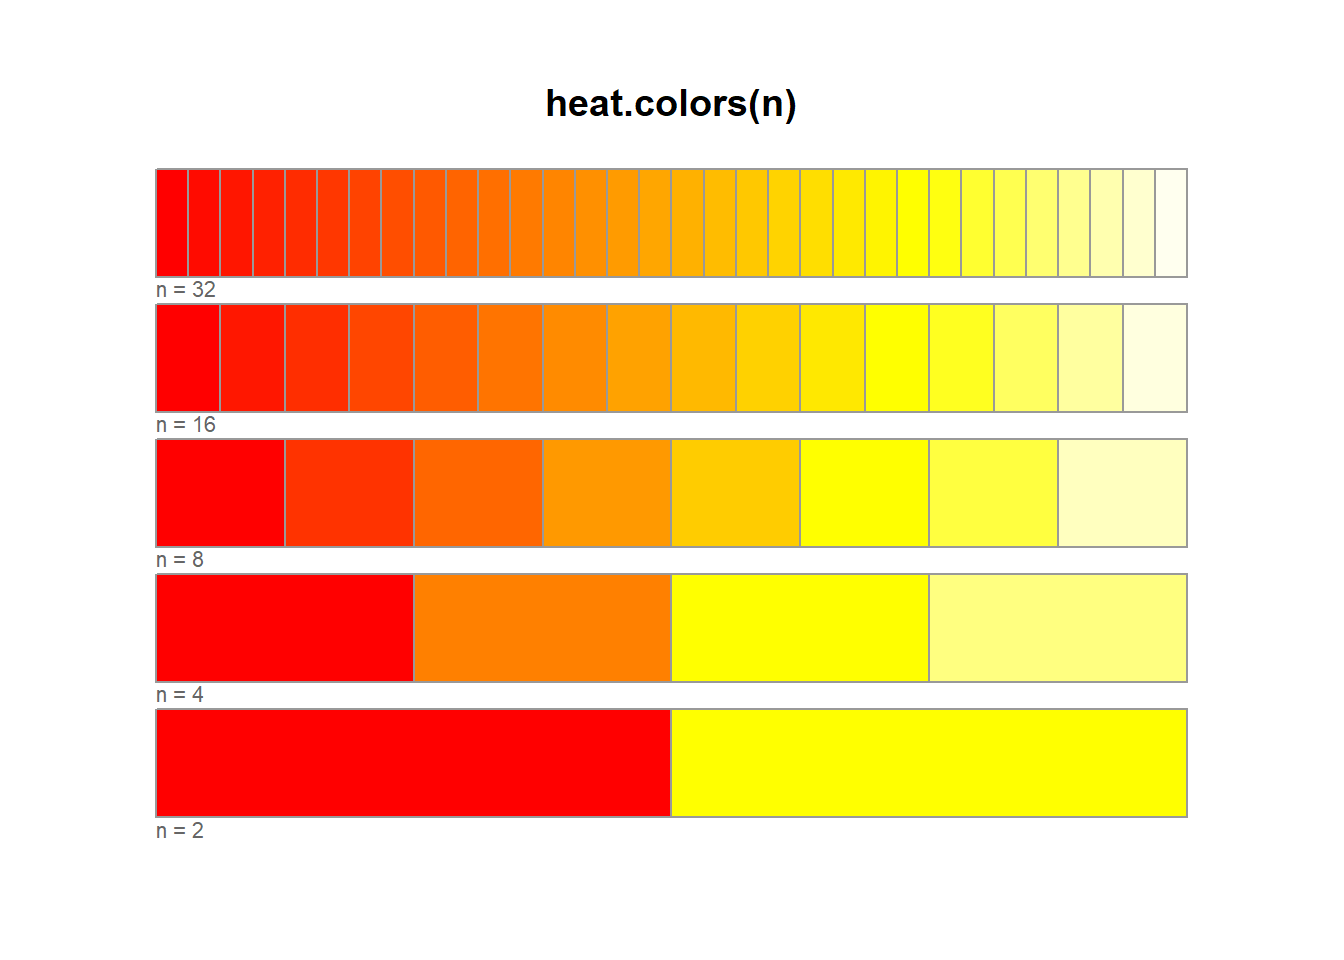 heat.colors(n)
n = 32
n = 16
n = 8
n = 4
n = 2